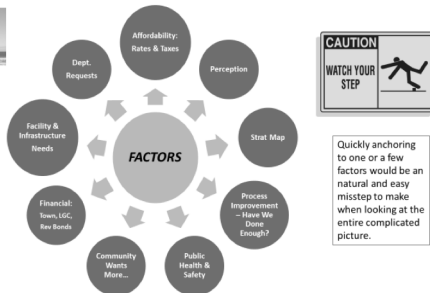 Affordability:
Rates & Taxes
Dept.
Requests
Perception
Facility &
Infrastructure
Needs
FACTORS
Strat Map
Financial:
Town, LGC,
Rev Bonds
Process
Improvement
– Have We
Done
Enough?
Community
Wants
More...
Public
Health &
Safety
CAUTION
WATCH YOUR
STEP
Quickly anchoring
to one or a few
factors would be an
natural and easy
misstep to make
when looking at the
entire complicated
picture.